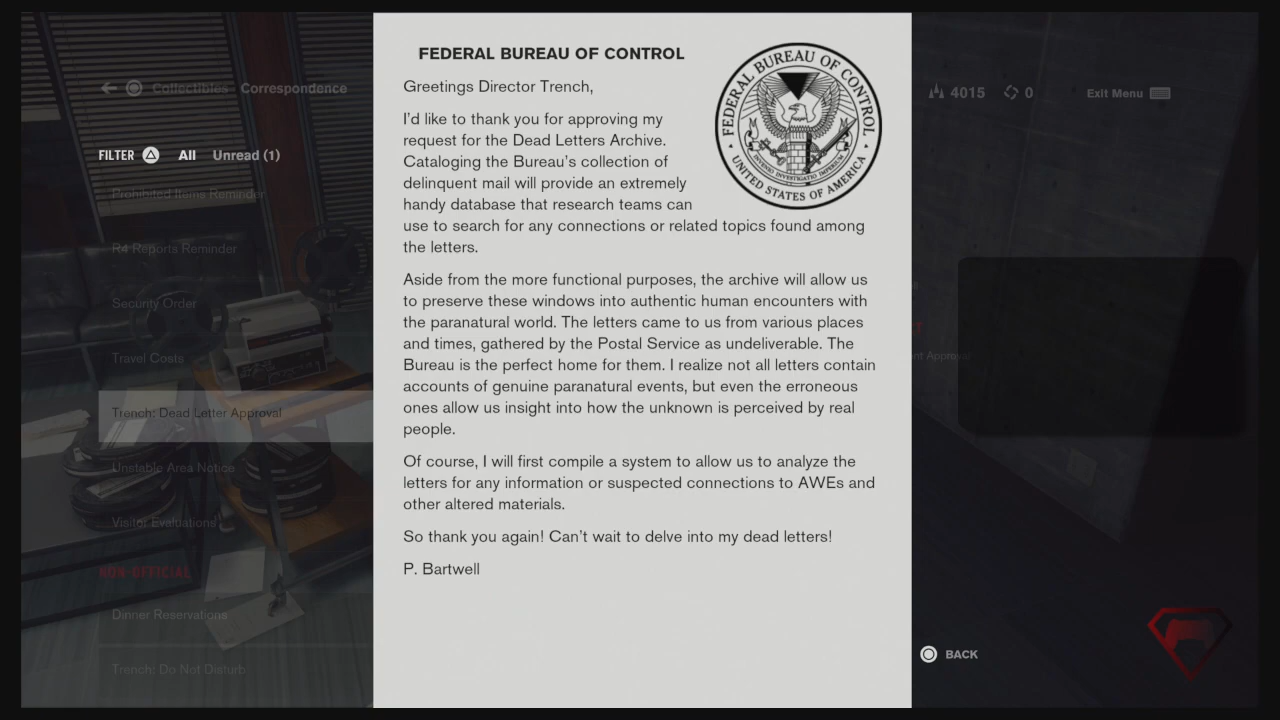 FEDERAL BUREAU OF CONTROL
Greetings Director Trench,
I'd like to thank you for approving my
request for the Dead Letters Archive.
Cataloging the Bureau's collection of
delinquent mail will provide an extremely
handy database that research teams can
use to search for any connections or related topics found among
the letters.
Aside from the more functional purposes, the archive will allow us
to preserve these windows into authentic human encounters with
the paranatural world. The letters came to us from various places
and times, gathered by the Postal Service as undeliverable. The
Bureau is the perfect home for them. I realize not all letters contain
accounts of genuine paranatural events, but even the erroneous
ones allow us insight into how the unknown is perceived by real
people.
Of course, I will first compile a system to allow us to analyze the
letters for any information or suspected connections to AWEs and
other altered materials.
So thank you again! Can't wait to delve into my dead letters!
P. Bartwell
FEDERAL BUREAU OF CONTROL
INVENIO INVESTIGATIO IMPERIUM
UNITED STATES OF AMERICA
Collectibles Correspondence
FILTER All Unread (1)
Prohibited Items Reminder
R4 Reports Reminder
Security Order
Travel Costs
Trench: Dead Letter Approval
Unstable Area Notice
Visitor Evaluations
NON-OFFICIAL
Dinner Reservations
Trench: Do Not Disturb
4015 0 Exit Menu
Approval
BACK